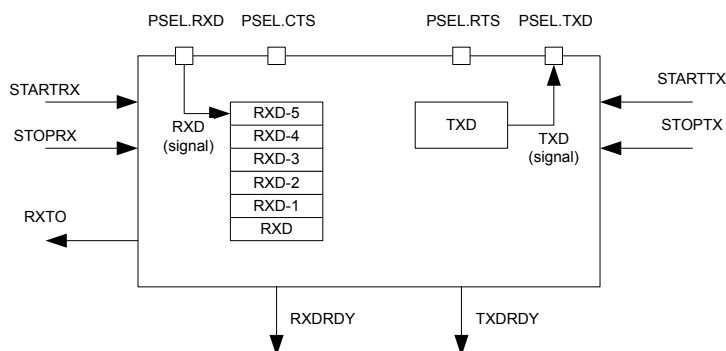 PSEL.RXD PSEL.CTS PSEL.RTS PSEL.TXD
STARTRX
STOPRX
RXTO
RXD
(signal)
RXD-5
RXD-4
RXD-3
RXD-2
RXD-1
RXD
TXD
TXD
(signal)
STARTTX
STOPTX
RXDRDY
TXDRDY